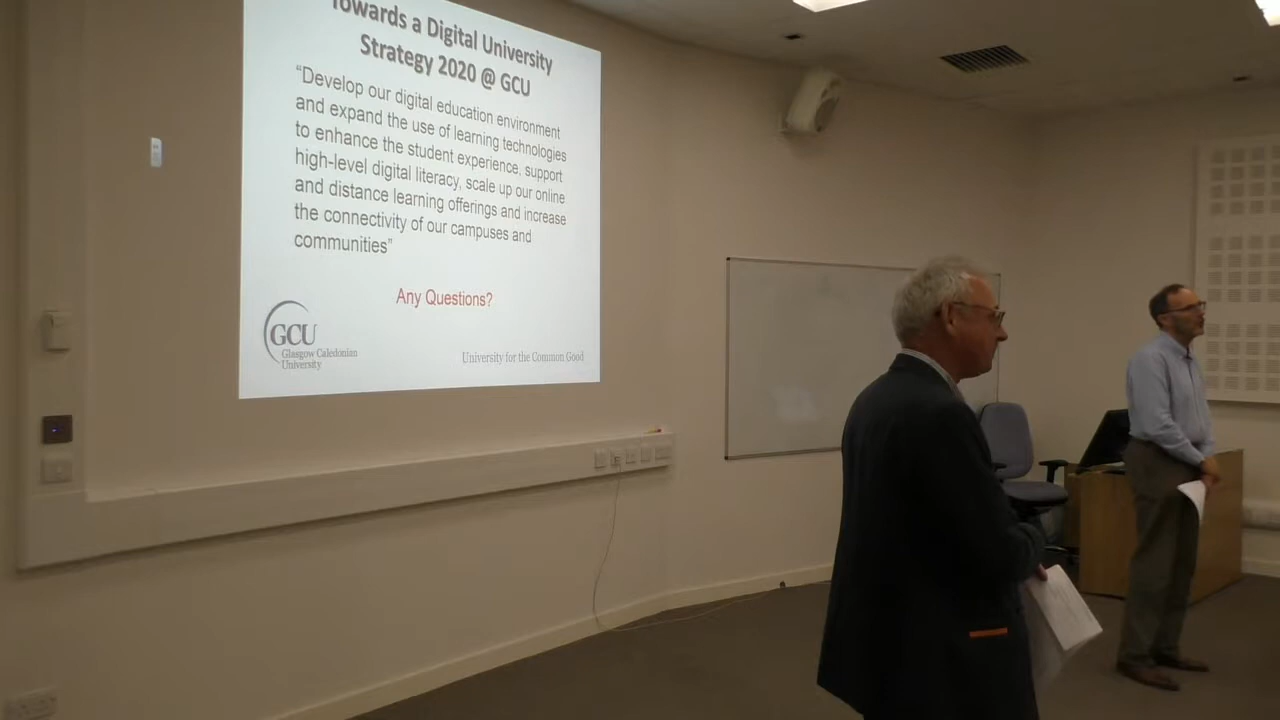 Towards a Digital University
Strategy 2020 @ GCU
“Develop our digital education environment
and expand the use of learning technologies
to enhance the student experience, support
high-level digital literacy, scale up our online
and distance learning offerings and increase
the connectivity of our campuses and
communities”
Any Questions?
GCU
Glasgow Caledonian
University
University for the Common Good